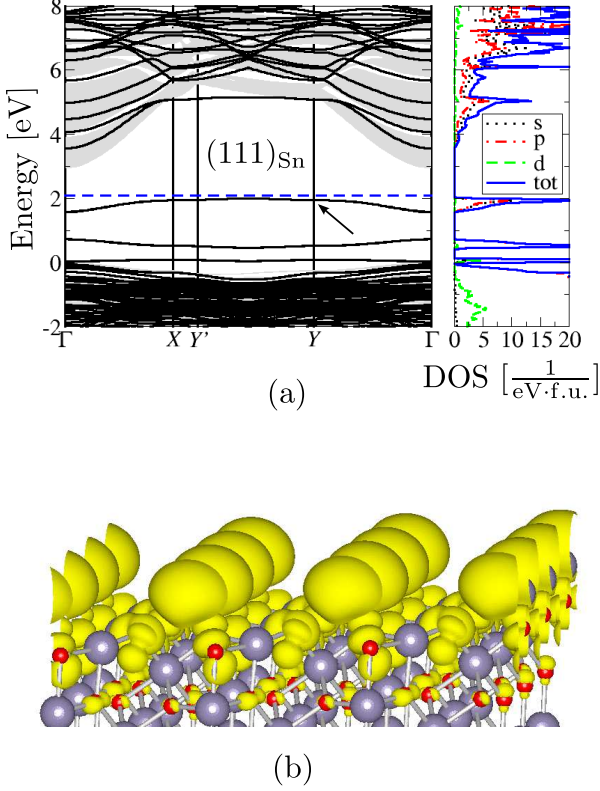 8
6
4
2
0
-2
Energy [eV]
(111)Sn
Γ X Y' Y Γ
s
p
d
tot
0 5 10 15 20
DOS [1/eV·f.u.]
(a)
(b)